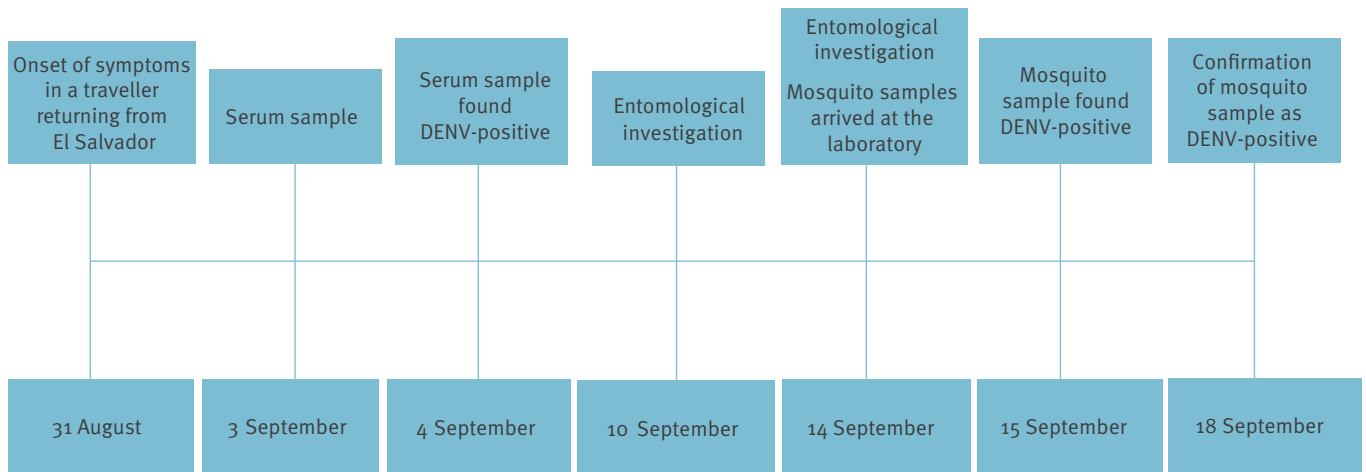 Onset of symptoms
in a traveller
returning from
El Salvador
Serum sample
Serum sample
found
DENV-positive
Entomological
investigation
Entomological
investigation
Mosquito samples
arrived at the
laboratory
Mosquito
sample found
DENV-positive
Confirmation
of mosquito
sample as
DENV-positive
31 August
3 September
4 September
10 September
14 September
15 September
18 September